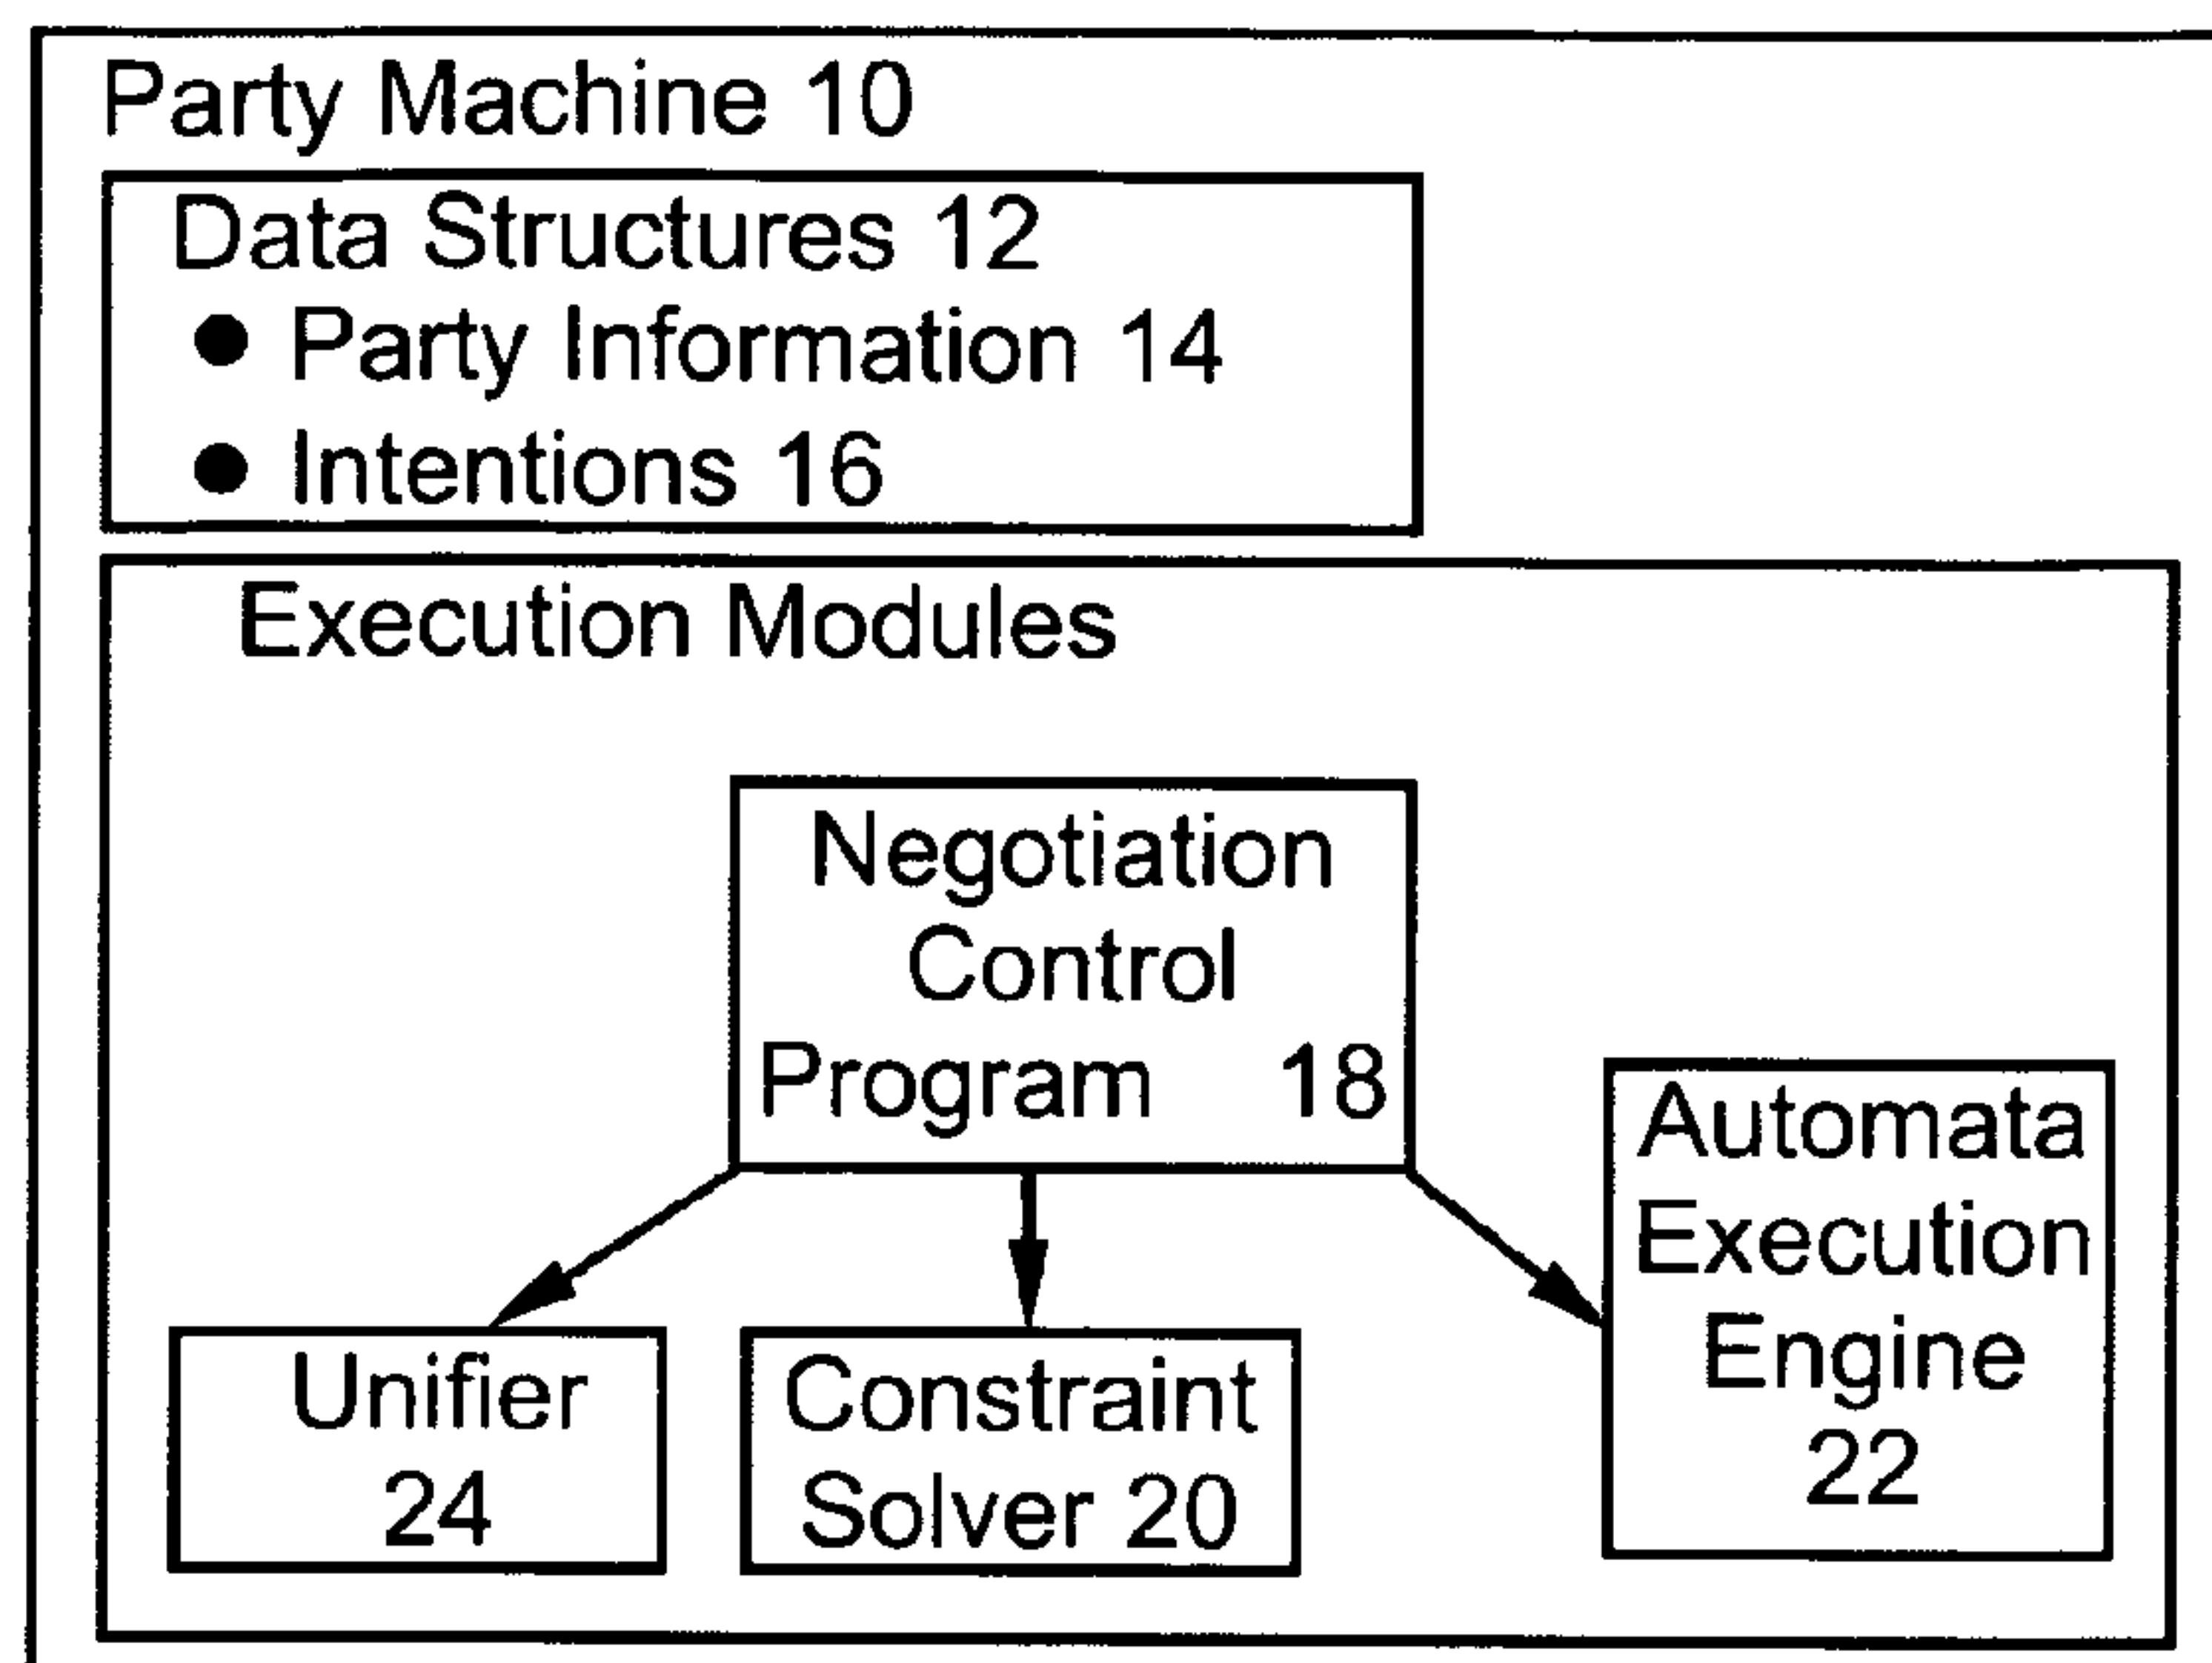 Party Machine 10
Data Structures 12
● Party Information 14
● Intentions 16
Execution Modules
Negotiation
Control
Program 18
Automata
Execution
Engine
22
Unifier
24
Constraint
Solver 20